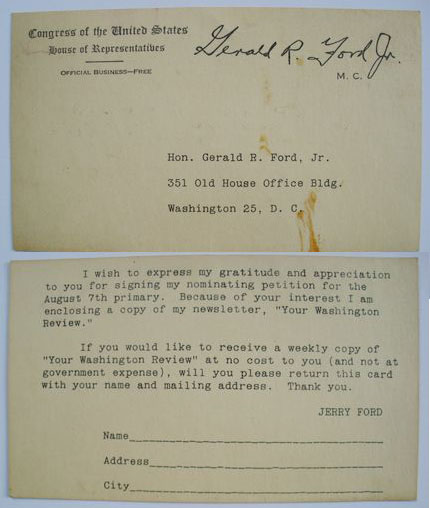 Congress of the United States
House of Representatives
OFFICIAL BUSINESS—FREE
Gerald R. Ford Jr.
M. C.
Hon. Gerald R. Ford, Jr.
351 Old House Office Bldg.
Washington 25, D. C.
I wish to express my gratitude and appreciation
to you for signing my nominating petition for the
August 7th primary. Because of your interest I am
enclosing a copy of my newsletter, "Your Washington
Review."
If you would like to receive a weekly copy of
"Your Washington Review" at no cost to you (and not at
government expense), will you please return this card
with your name and mailing address. Thank you.
JERRY FORD
Name
Address
City